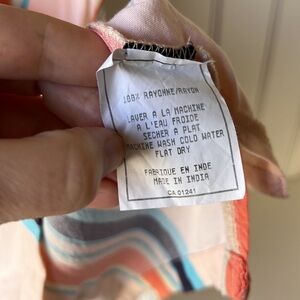 100% RAYONNE/RAYON
LAVER A LA MACHINE
A L'EAU FROIDE
SECHER A PLAT
MACHINE WASH COLD WATER
FLAT DRY
FABRIQUE EN INDE
MADE IN INDIA
CA 01241